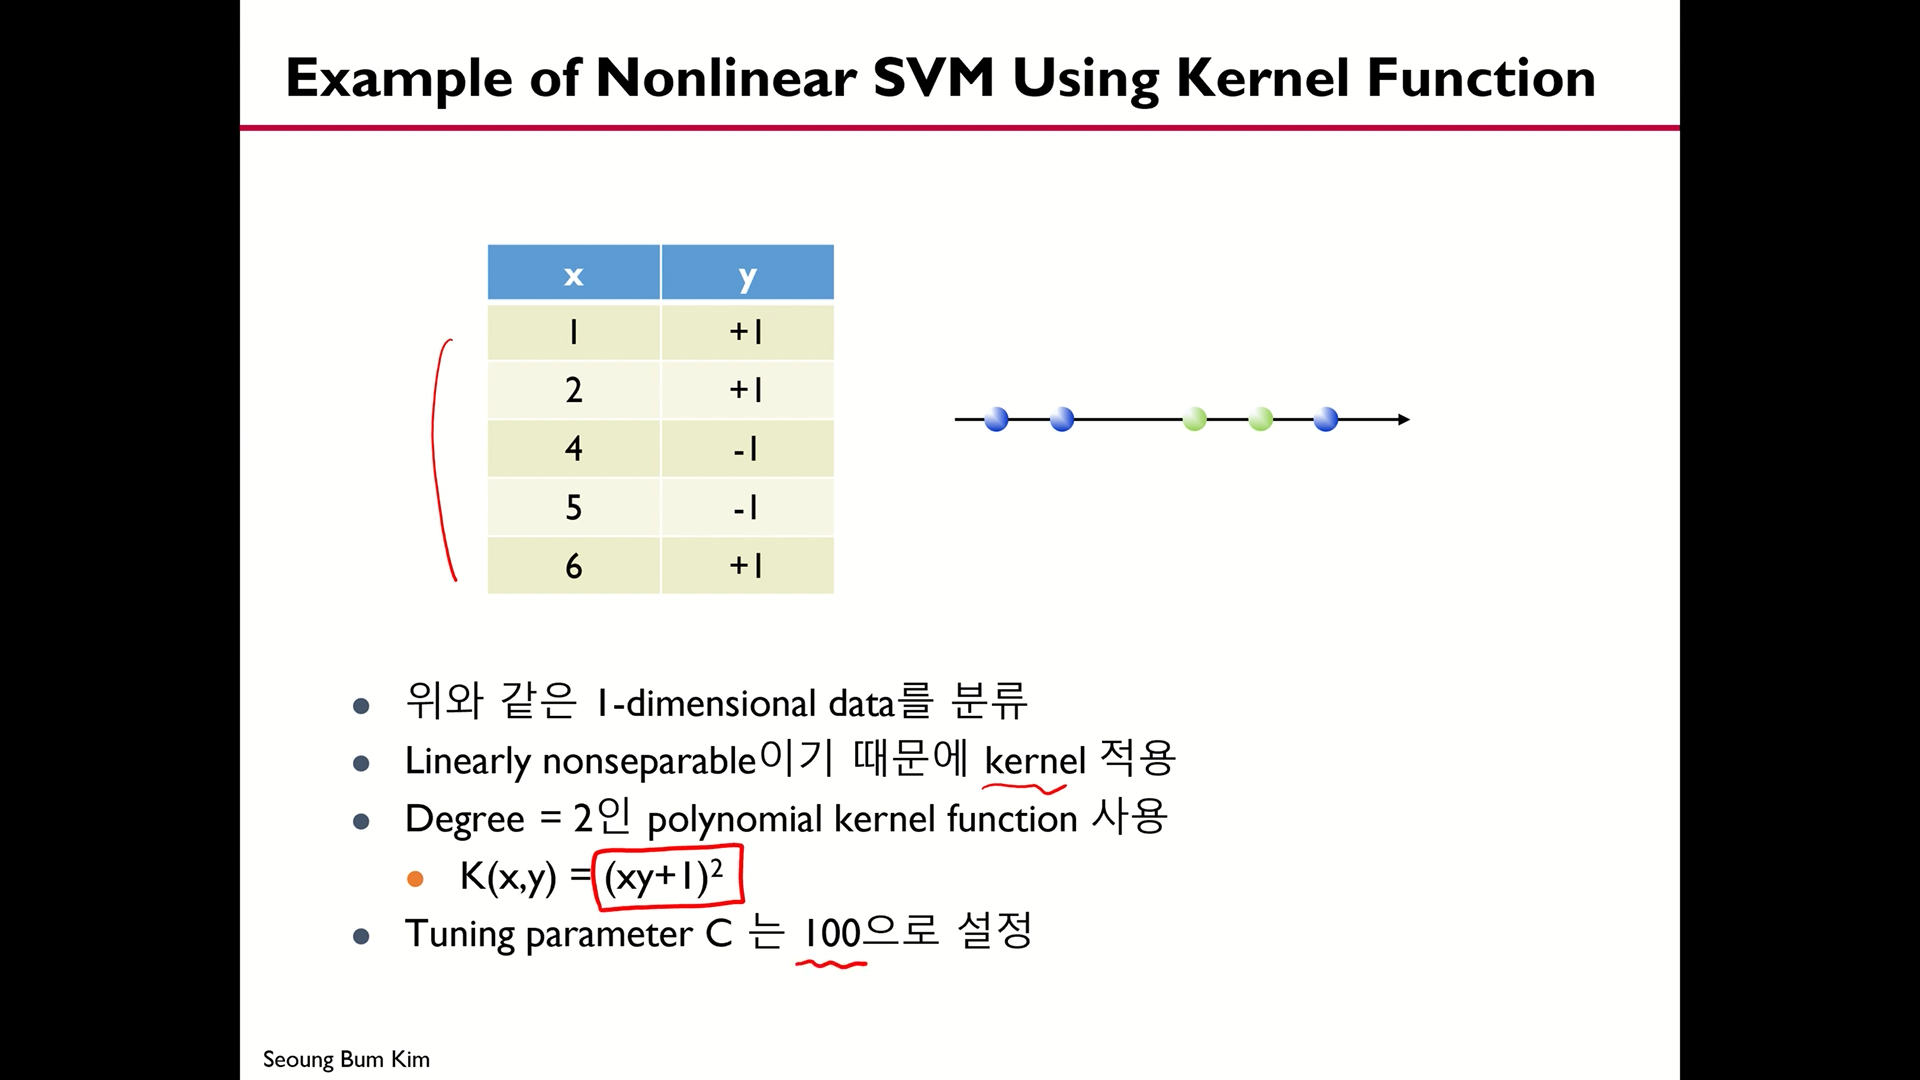 Example of Nonlinear SVM Using Kernel Function
x y
1 +1
2 +1
4 -1
5 -1
6 +1
위와 같은 1-dimensional data를 분류
Linearly nonseparable이기 때문에 kernel 적용
Degree = 2인 polynomial kernel function 사용
K(x,y) = (xy+1)²
Tuning parameter C 는 100으로 설정
Seoung Bum Kim